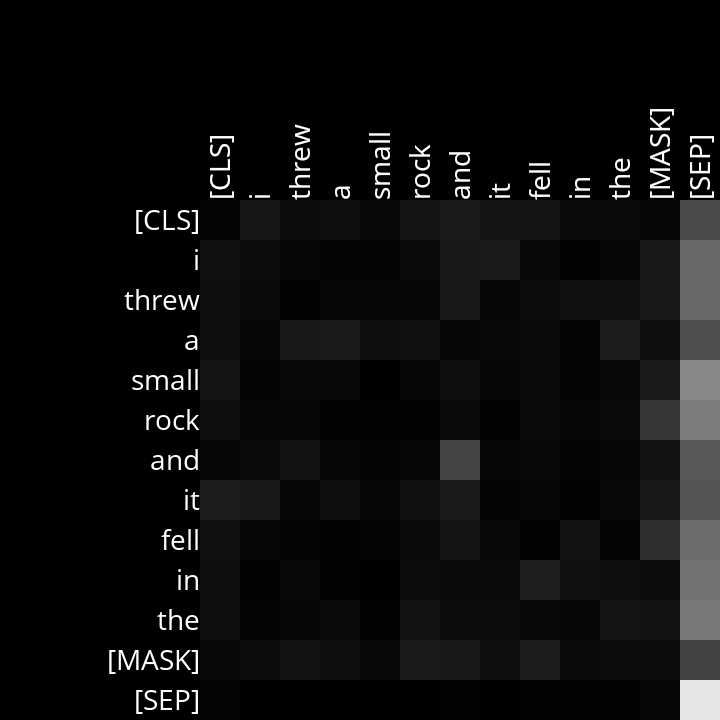 [CLS] i threw a small rock and it fell in the [MASK] [SEP]
[CLS]
i
threw
a
small
rock
and
it
fell
in
the
[MASK]
[SEP]